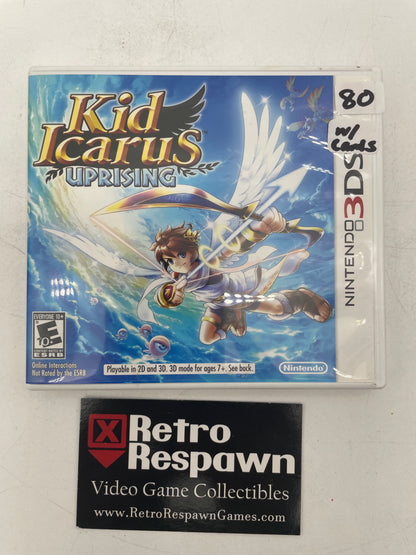 Kid
Icarus
UPRISING
80
w/
Cards
NINTENDO 3DS
EVERYONE 10+
E
10+
ESRB
Online Interactions
Not Rated by the ESRB
Playable in 2D and 3D. 3D mode for ages 7+. See back.
Nintendo
Retro
Respawn
Video Game Collectibles
www.RetroRespawnGames.com